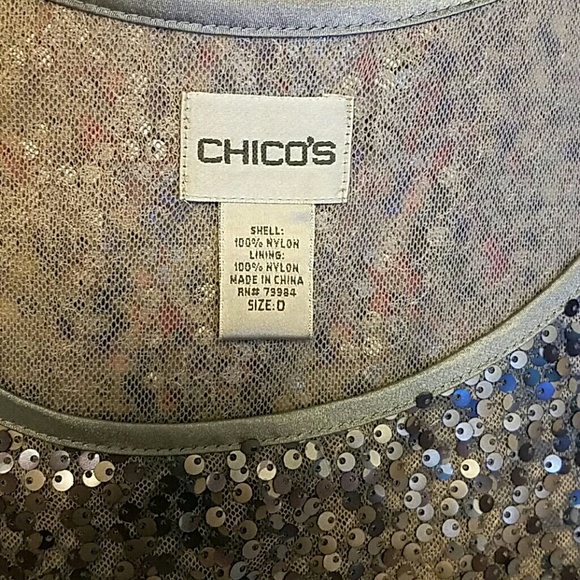 CHICO'S
SHELL:
100% NYLON
LINING:
100% NYLON
MADE IN CHINA
RN# 79984
SIZE: 0